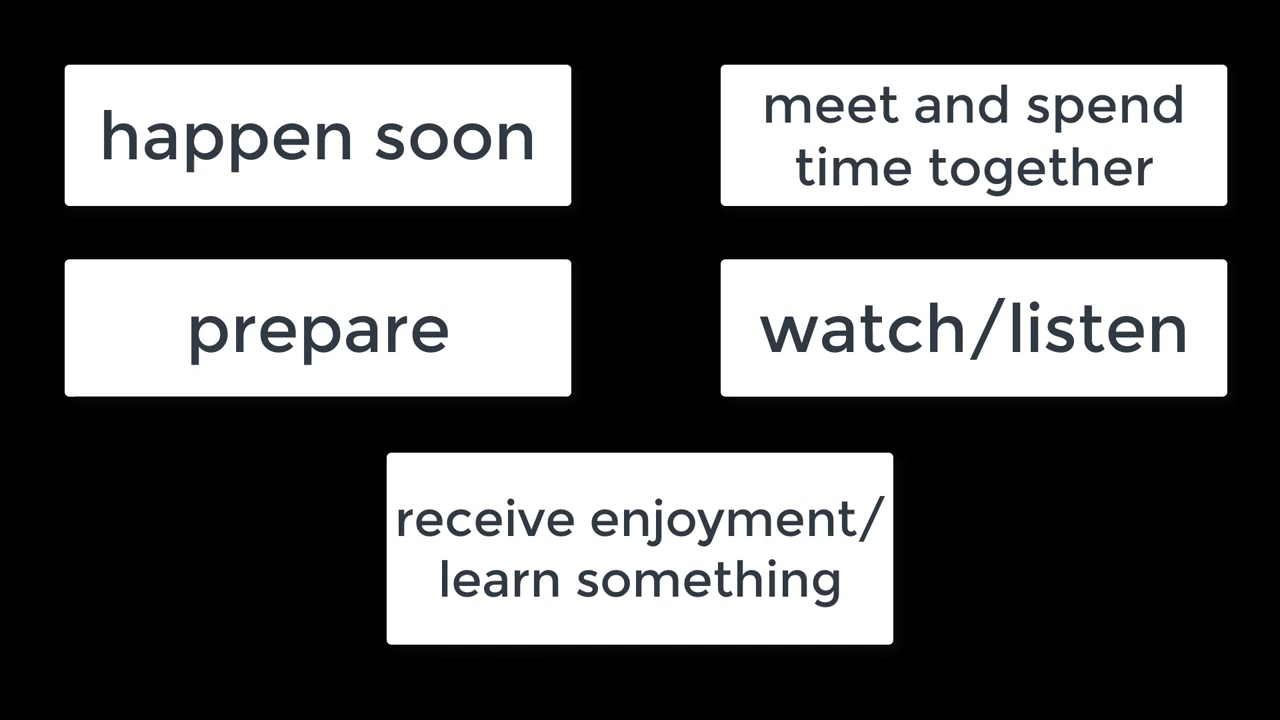 happen soon
meet and spend
time together
prepare
watch/listen
receive enjoyment/
learn something